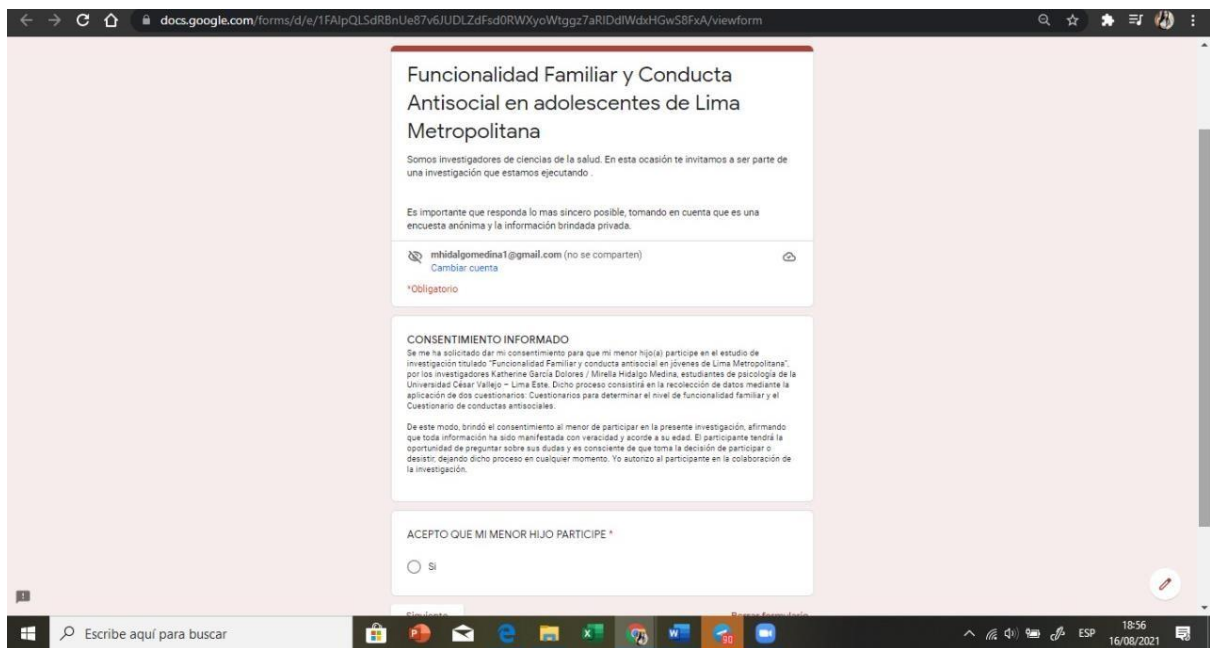 docs.google.com/forms/d/e/1FAIpQLSdRBnUe87v6JUDLZdFsd0RWXyoWtggz7aRIDdIWdxHGwS8FxA/viewform
Funcionalidad Familiar y Conducta
Antisocial en adolescentes de Lima
Metropolitana
Somos investigadores de ciencias de la salud. En esta ocasión te invitamos a ser parte de
una investigación que estamos ejecutando .
Es importante que responda lo mas sincero posible, tomando en cuenta que es una
encuesta anónima y la información brindada privada.
mhidalgomedina1@gmail.com (no se comparten)
Cambiar cuenta
*Obligatorio
CONSENTIMIENTO INFORMADO
Se me ha solicitado dar mi consentimiento para que mi menor hijo(a) participe en el estudio de
investigación titulado "Funcionalidad Familiar y conducta antisocial en jóvenes de Lima Metropolitana",
por los investigadores Katherine García Dolores / Mirella Hidalgo Medina, estudiantes de psicología de la
Universidad César Vallejo – Lima Este. Dicho proceso consistirá en la recolección de datos mediante la
aplicación de dos cuestionarios: Cuestionarios para determinar el nivel de funcionalidad familiar y el
Cuestionario de conductas antisociales.
De este modo, brindó el consentimiento al menor de participar en la presente investigación, afirmando
que toda información ha sido manifestada con veracidad y acorde a su edad. El participante tendrá la
oportunidad de preguntar sobre sus dudas y es consciente de que toma la decisión de participar o
desistir, dejando dicho proceso en cualquier momento. Yo autorizo al participante en la colaboración de
la investigación.
ACEPTO QUE MI MENOR HIJO PARTICIPE *
Si
Siguiente
Borrar formulario
Escribe aquí para buscar
90
ESP
18:56
16/08/2021